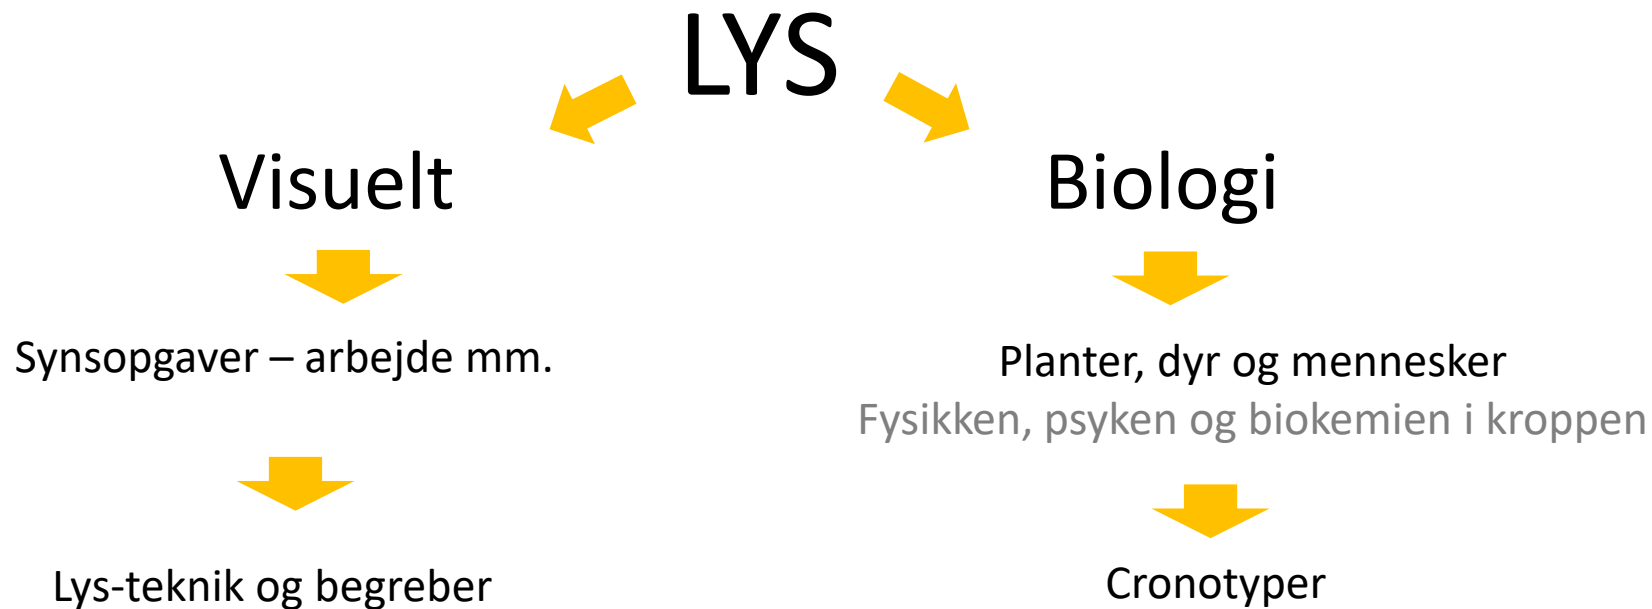 LYS
Visuelt
Biologi
Synsopgaver – arbejde mm.
Planter, dyr og mennesker
Fysikken, psyken og biokemien i kroppen
Lys-teknik og begreber
Cronotyper